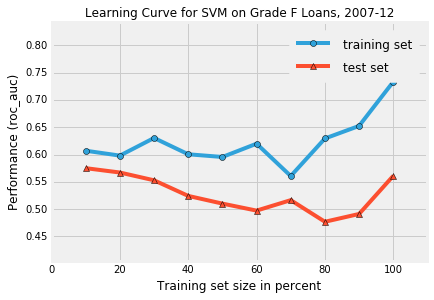 Learning Curve for SVM on Grade F Loans, 2007-12
training set
test set
0.80
0.75
0.70
0.65
0.60
0.55
0.50
0.45
Performance (roc_auc)
0 20 40 60 80 100
Training set size in percent